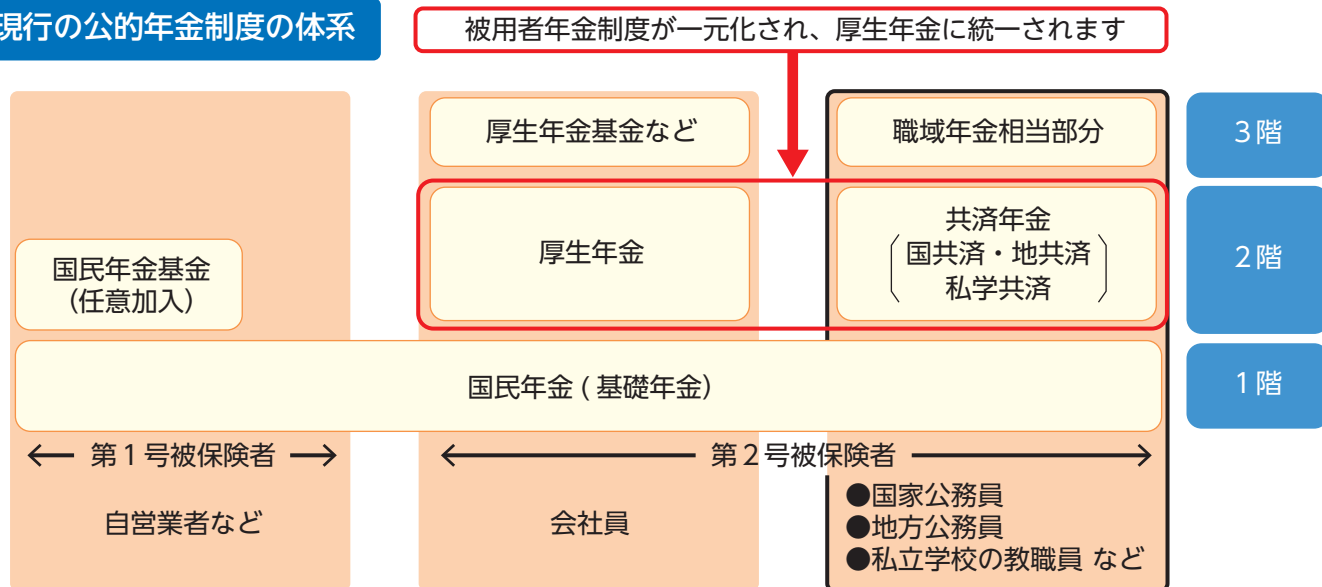 現行の公的年金制度の体系
被用者年金制度が一元化され、厚生年金に統一されます
厚生年金基金など
職域年金相当部分
3階
国民年金基金
(任意加入)
厚生年金
共済年金
国共済・地共済
私学共済
2階
国民年金(基礎年金)
1階
← 第1号被保険者 →
← 第2号被保険者 →
自営業者など
会社員
●国家公務員
●地方公務員
●私立学校の教職員 など